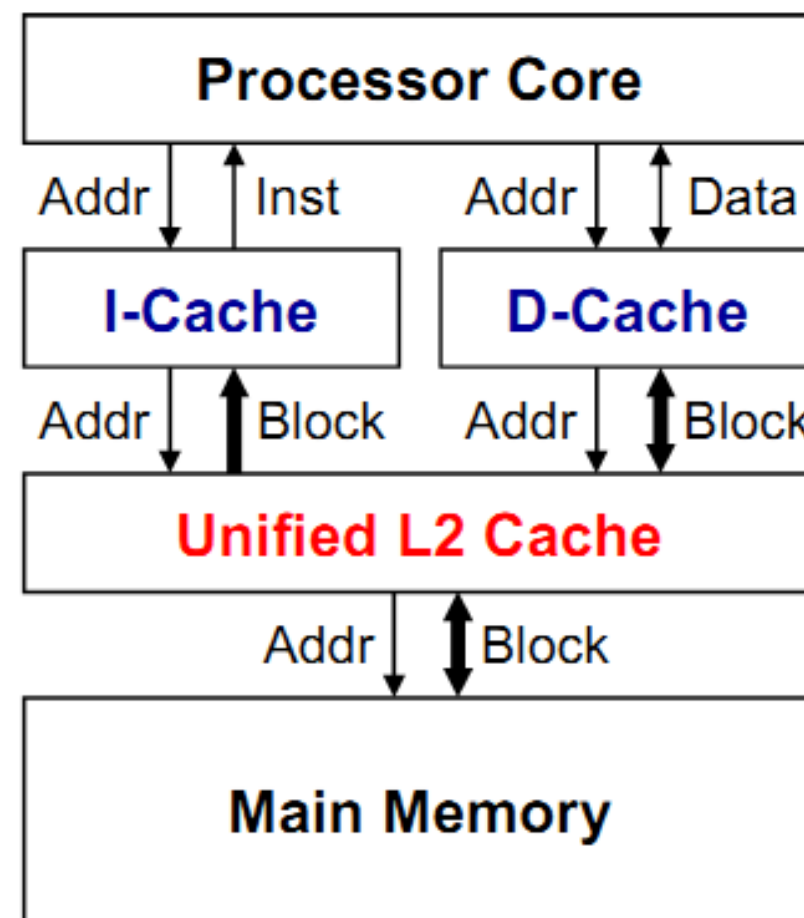 Processor Core
Addr Inst Addr Data
I-Cache D-Cache
Addr Block Addr Block
Unified L2 Cache
Addr Block
Main Memory